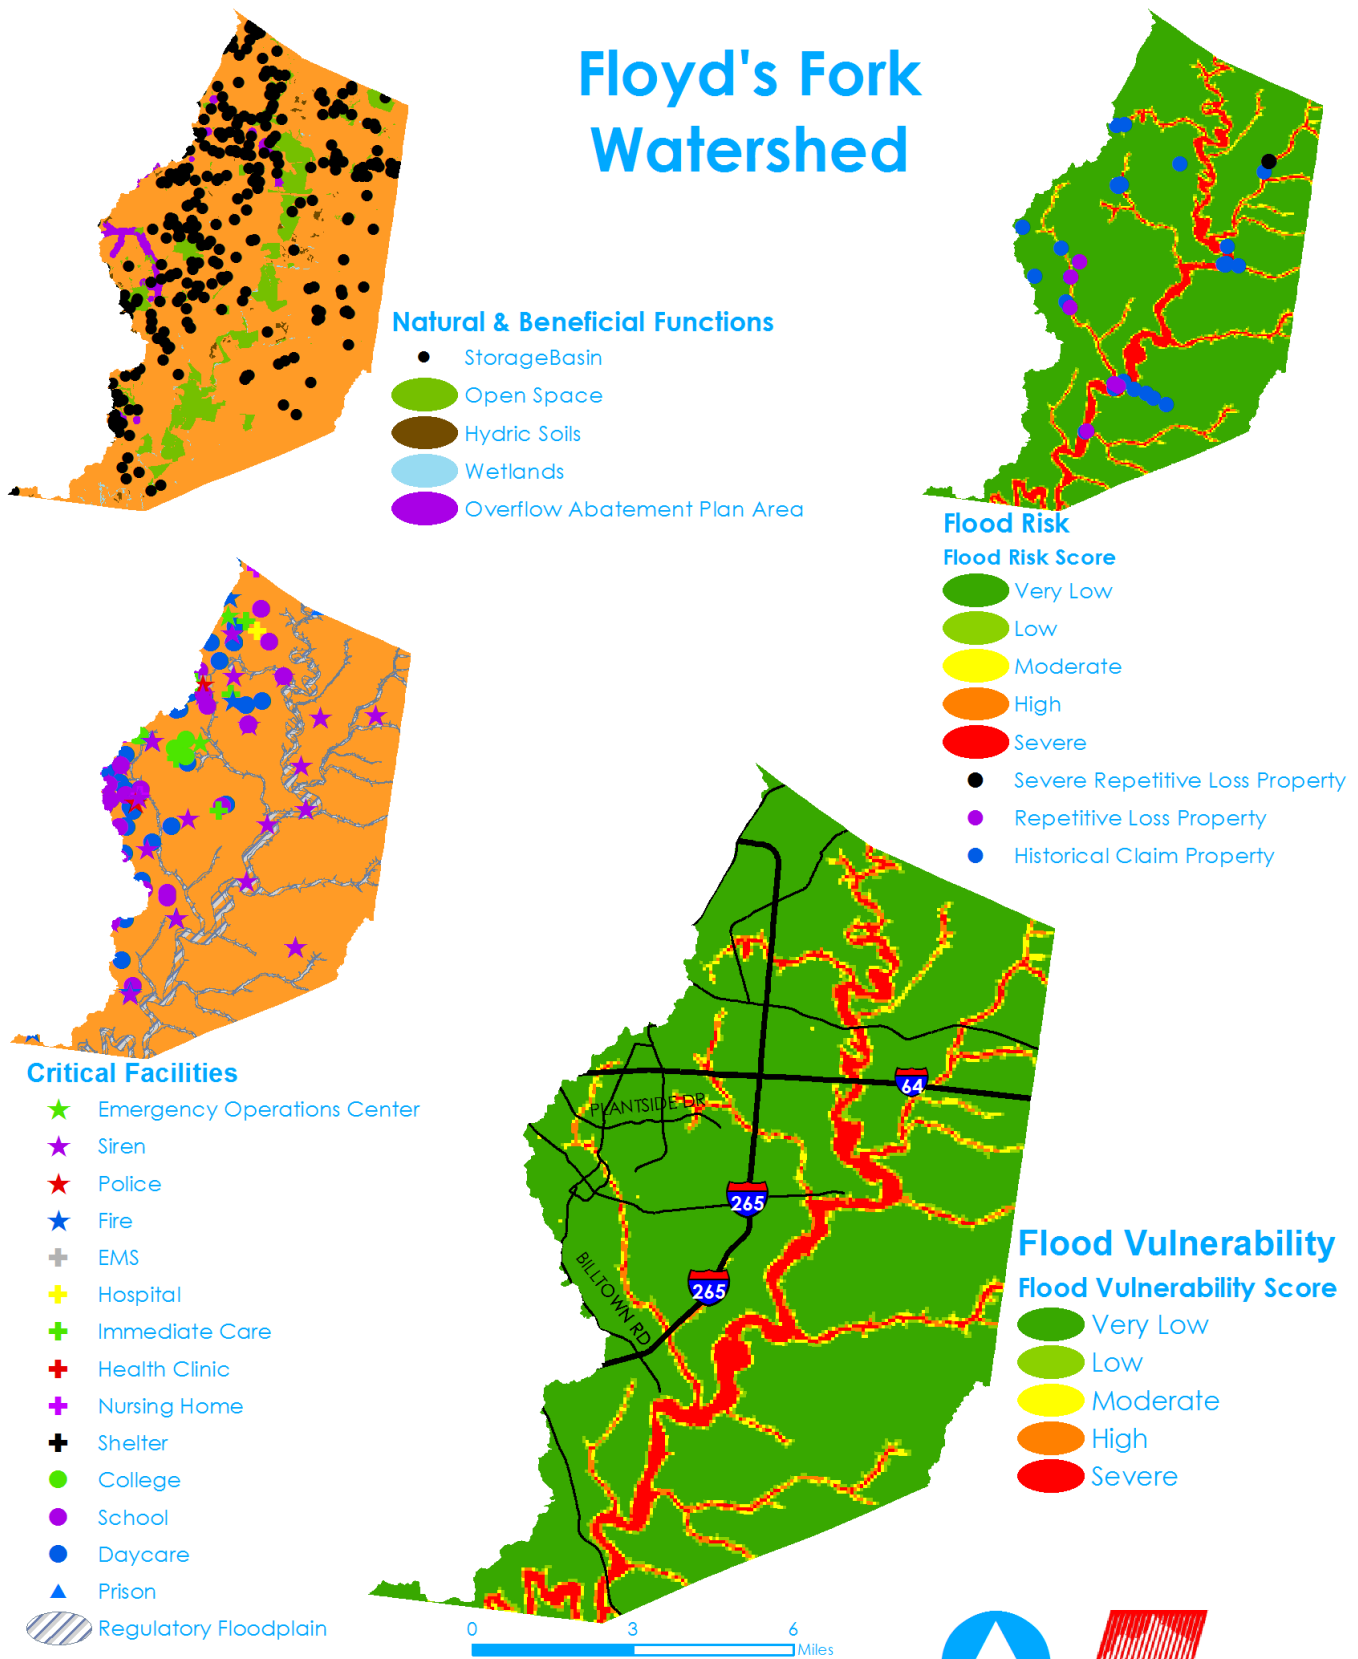 Floyd's Fork
Watershed
Natural & Beneficial Functions
StorageBasin
Open Space
Hydric Soils
Wetlands
Overflow Abatement Plan Area
Flood Risk
Flood Risk Score
Very Low
Low
Moderate
High
Severe
Severe Repetitive Loss Property
Repetitive Loss Property
Historical Claim Property
Critical Facilities
Emergency Operations Center
Siren
Police
Fire
EMS
Hospital
Immediate Care
Health Clinic
Nursing Home
Shelter
College
School
Daycare
Prison
Regulatory Floodplain
64
PLANTSIDE DR
265
BILLTOWN RD
265
Flood Vulnerability
Flood Vulnerability Score
Very Low
Low
Moderate
High
Severe
0 3 6
Miles